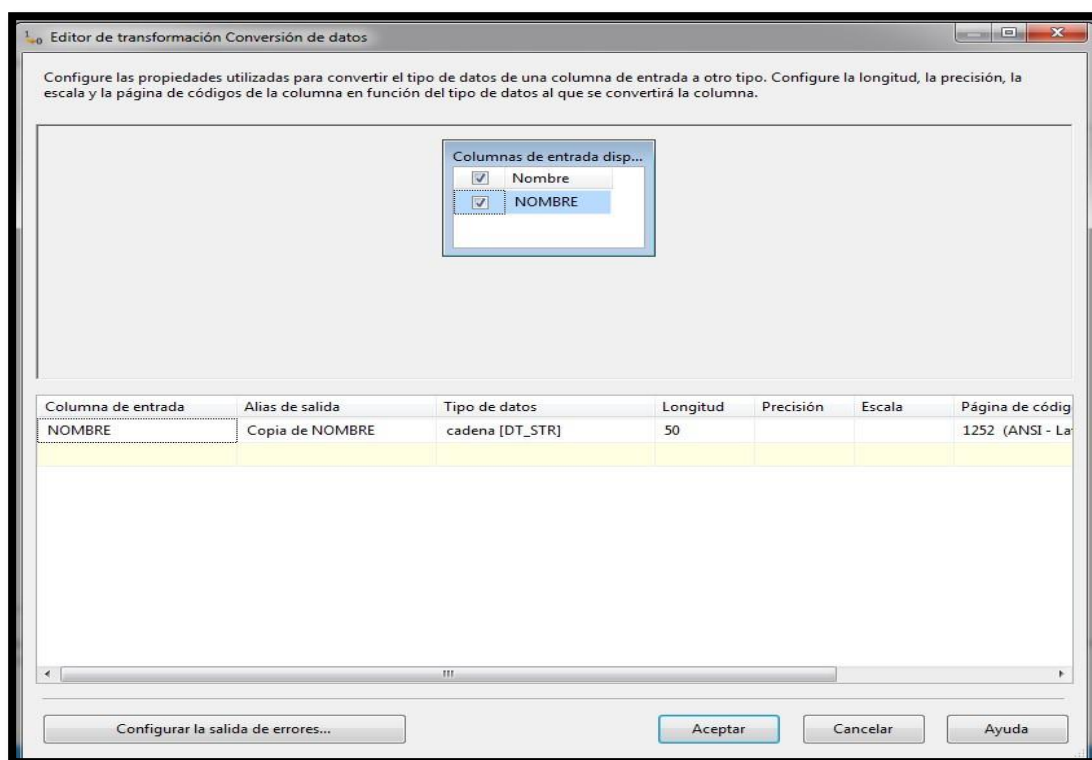 Editor de transformación Conversión de datos
Configure las propiedades utilizadas para convertir el tipo de datos de una columna de entrada a otro tipo. Configure la longitud, la precisión, la
escala y la página de códigos de la columna en función del tipo de datos al que se convertirá la columna.
Columnas de entrada disp...
Nombre
NOMBRE
Columna de entrada Alias de salida Tipo de datos Longitud Precisión Escala Página de códig
NOMBRE Copia de NOMBRE cadena [DT_STR] 50 1252 (ANSI - La
Configurar la salida de errores... Aceptar Cancelar Ayuda